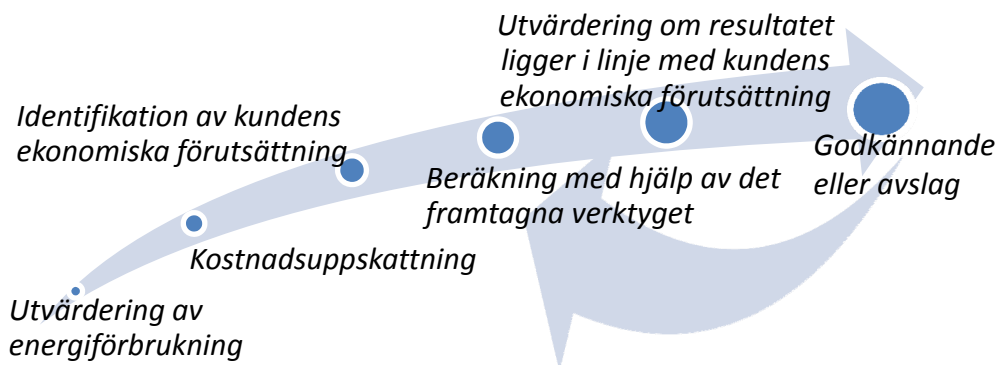 Utvärdering av
energiförbrukning
Kostnadsuppskattning
Identifikation av kundens
ekonomiska förutsättning
Beräkning med hjälp av det
framtagna verktyget
Utvärdering om resultatet
ligger i linje med kundens
ekonomiska förutsättning
Godkännande
eller avslag